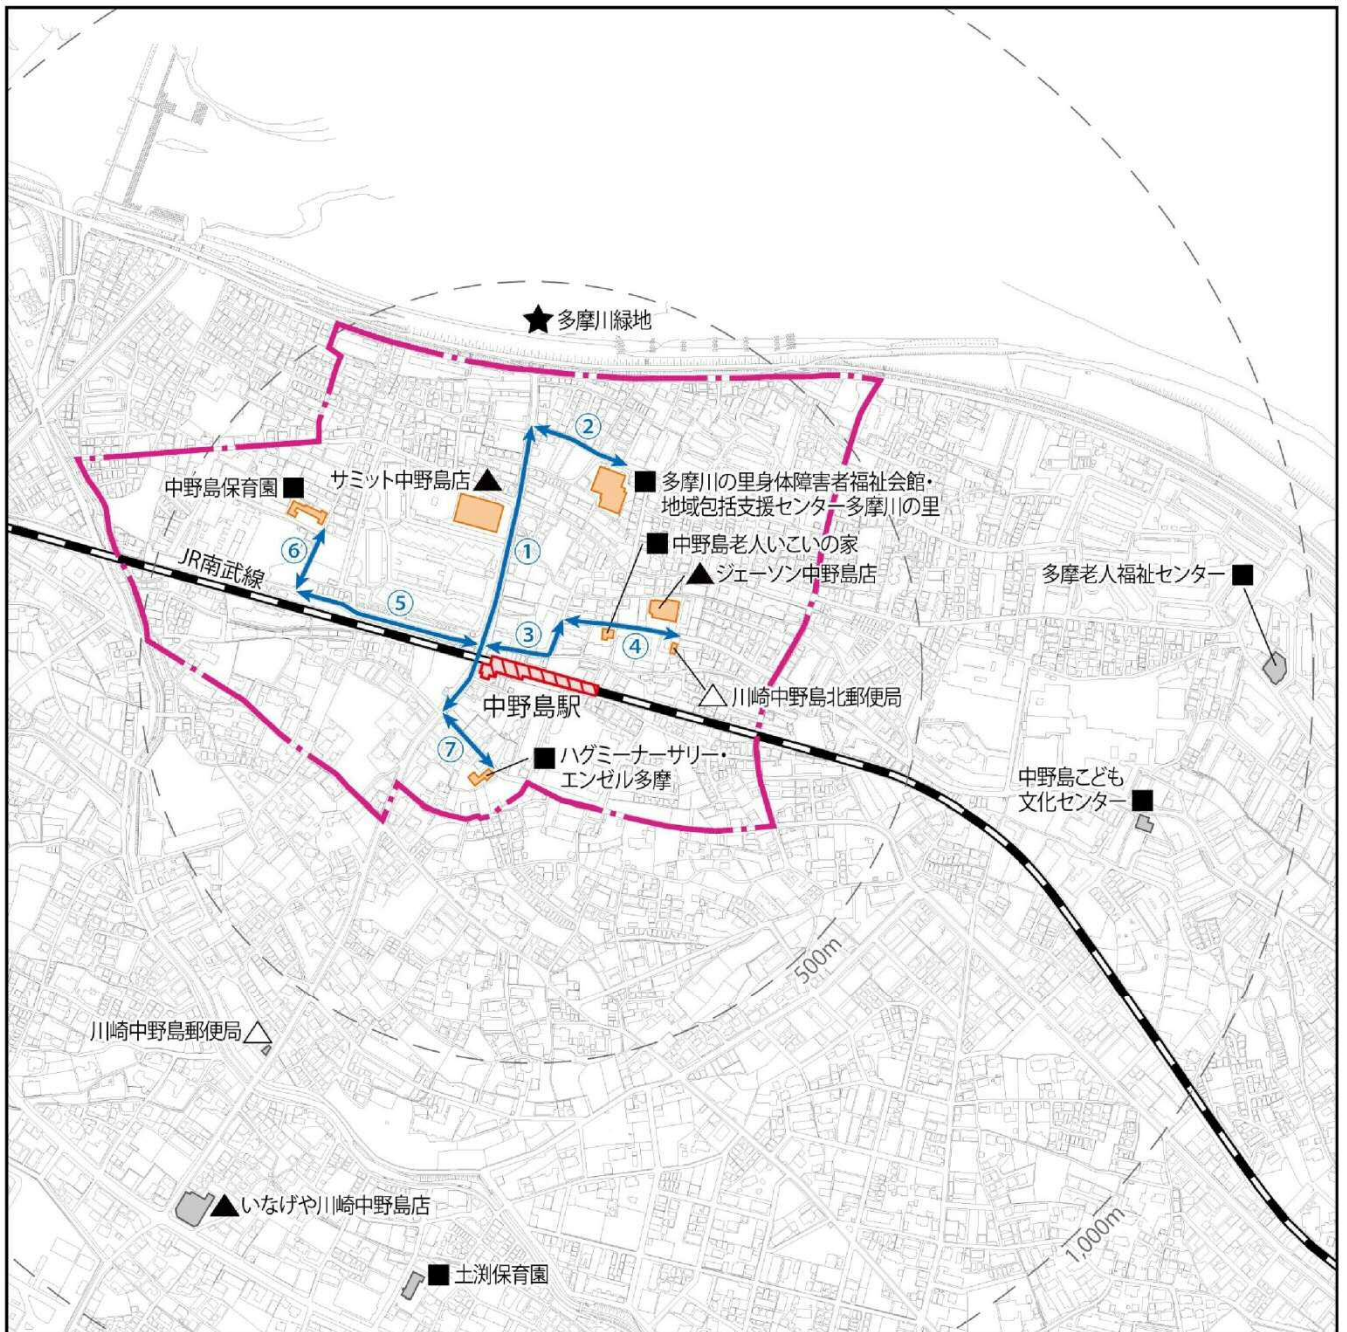 多摩川緑地
②
サミット中野島店
中野島保育園
多摩川の里身体障害者福祉会館・
地域包括支援センター多摩川の里
①
⑥
中野島老人いこいの家
JR南武線
ジェーソン中野島店
多摩老人福祉センター
⑤
③
④
川崎中野島北郵便局
中野島駅
⑦
ハグミーナーサリー・
エンゼル多摩
中野島こども
文化センター
500m
川崎中野島郵便局
いなげや川崎中野島店
1,000m
土渕保育園